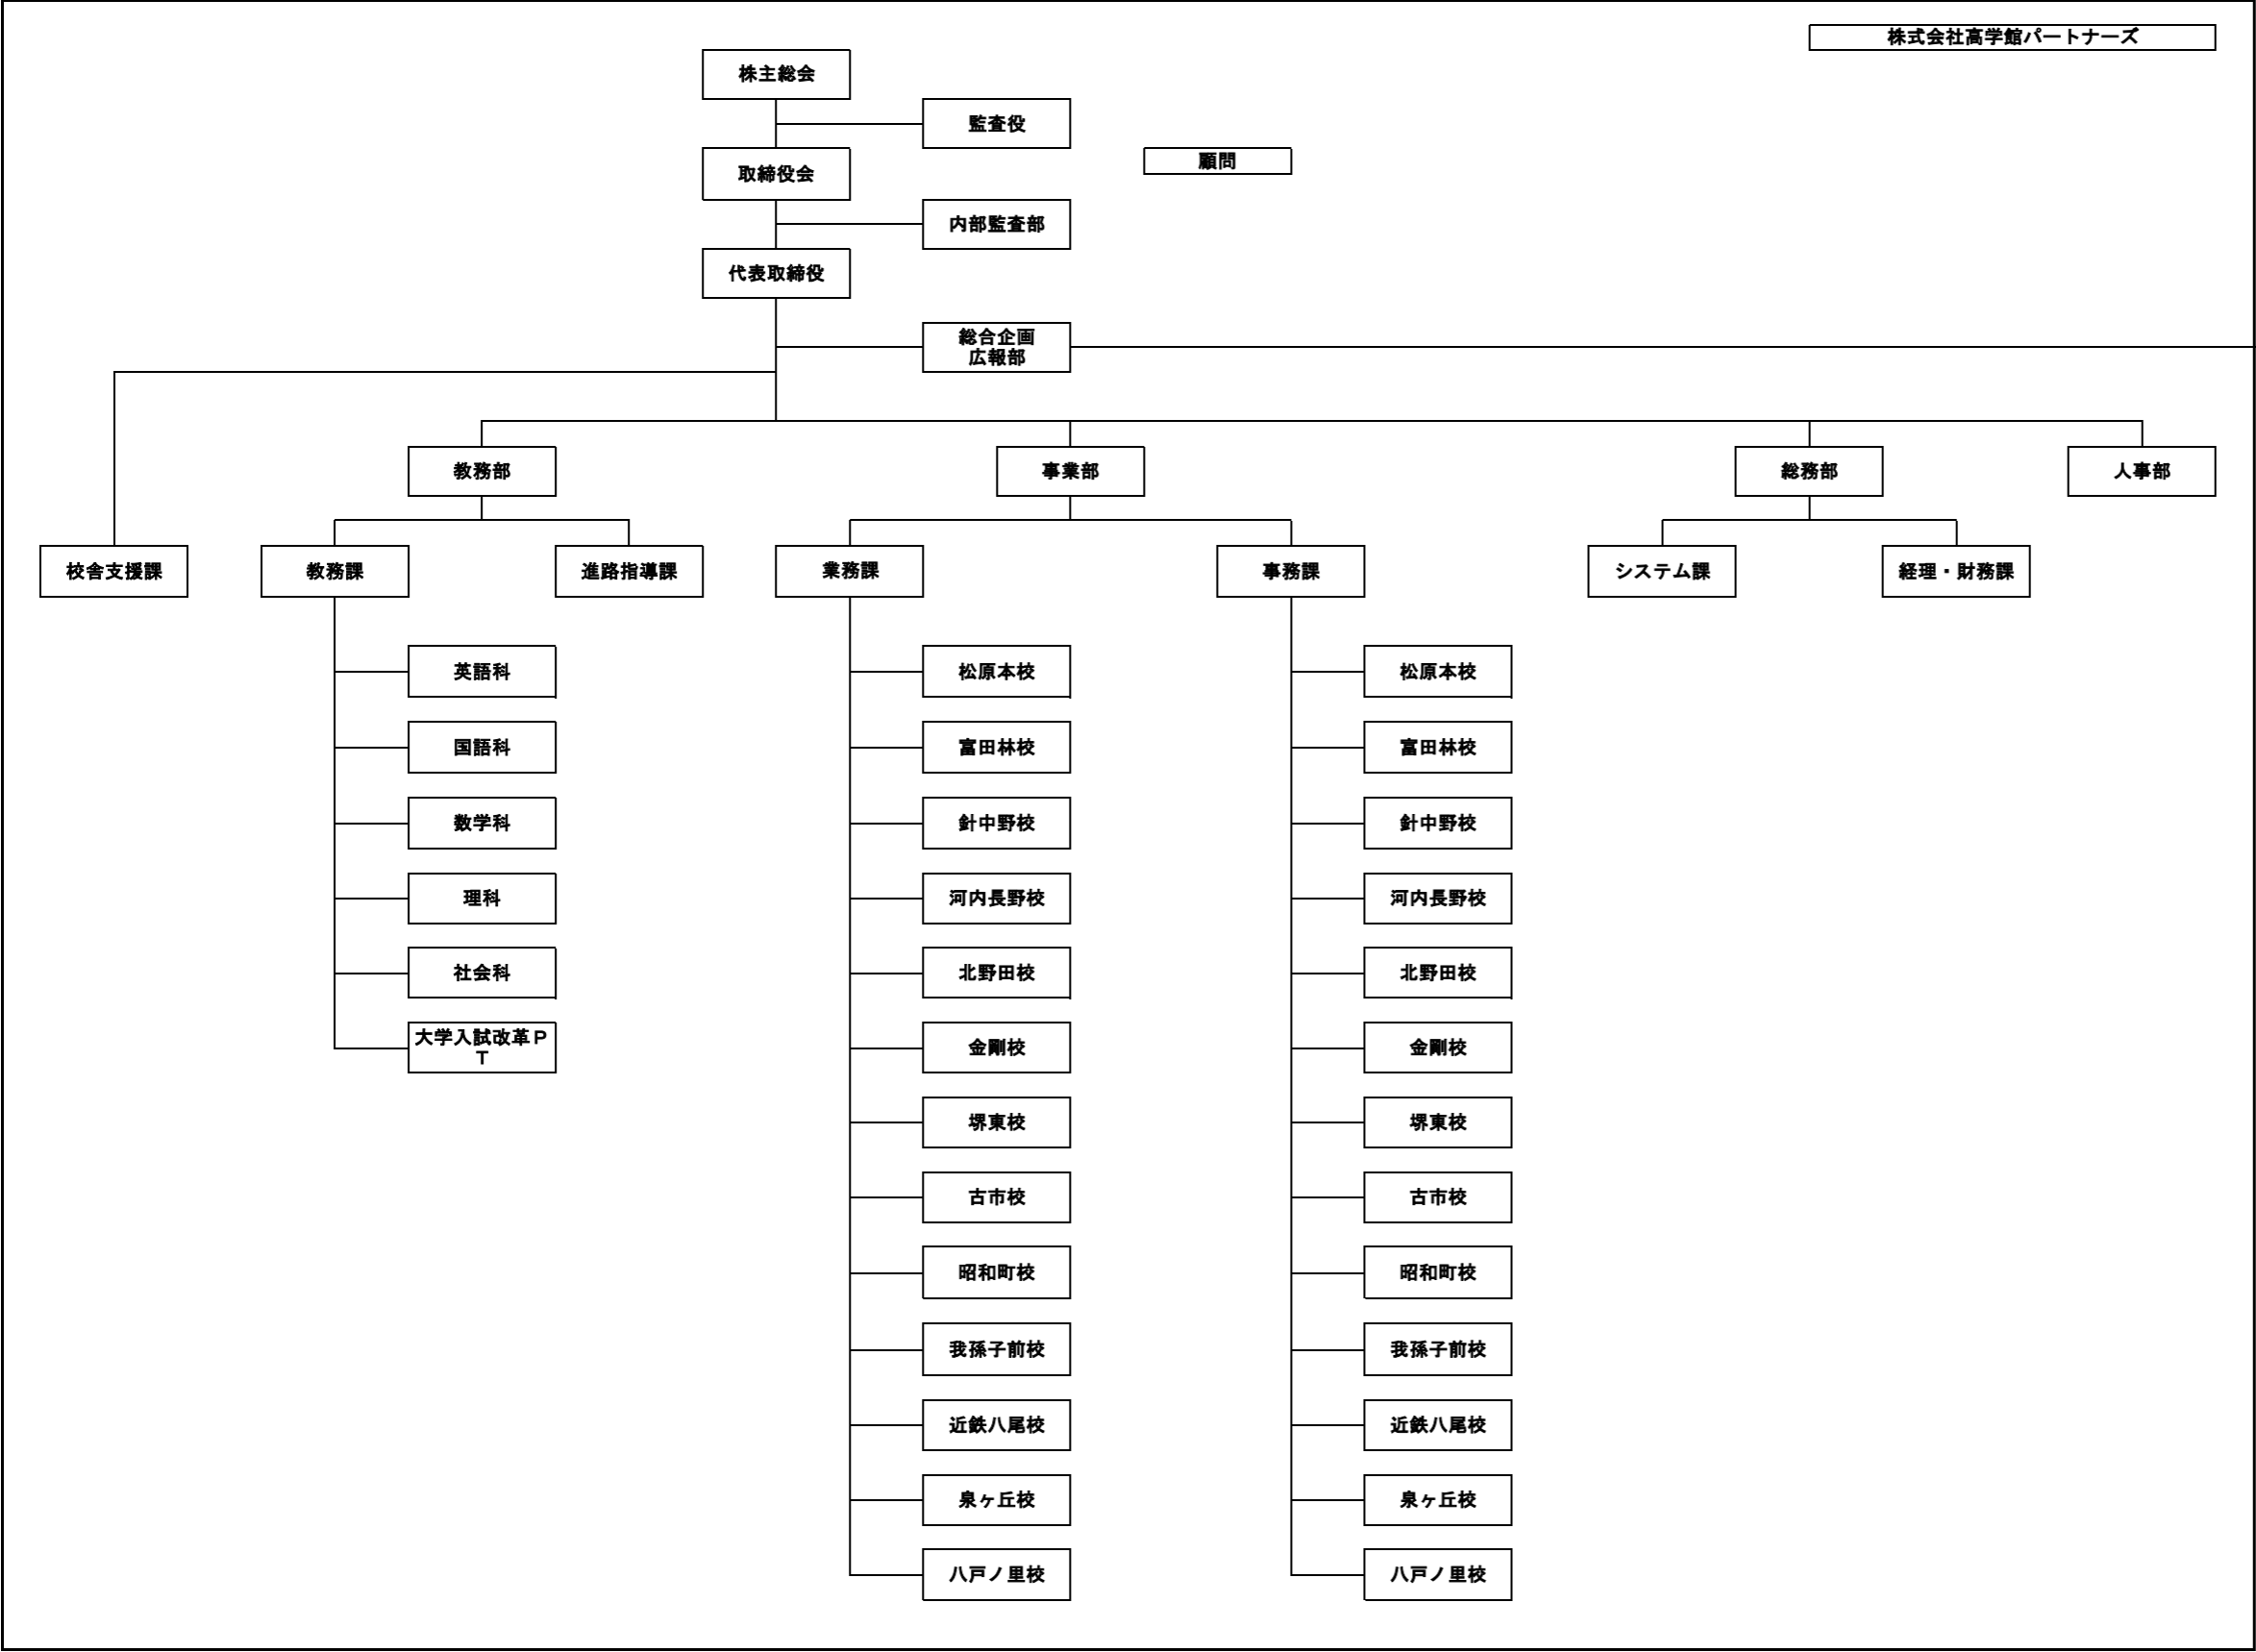 株式会社高学館パートナーズ
株主総会
監査役
顧問
取締役会
内部監査部
代表取締役
総合企画
広報部
教務部
事業部
総務部
人事部
校舎支援課
教務課
進路指導課
業務課
事務課
システム課
経理・財務課
英語科
松原本校
松原本校
国語科
富田林校
富田林校
数学科
針中野校
針中野校
理科
河内長野校
河内長野校
社会科
北野田校
北野田校
大学入試改革Ｐ
Ｔ
金剛校
金剛校
堺東校
堺東校
古市校
古市校
昭和町校
昭和町校
我孫子前校
我孫子前校
近鉄八尾校
近鉄八尾校
泉ヶ丘校
泉ヶ丘校
八戸ノ里校
八戸ノ里校